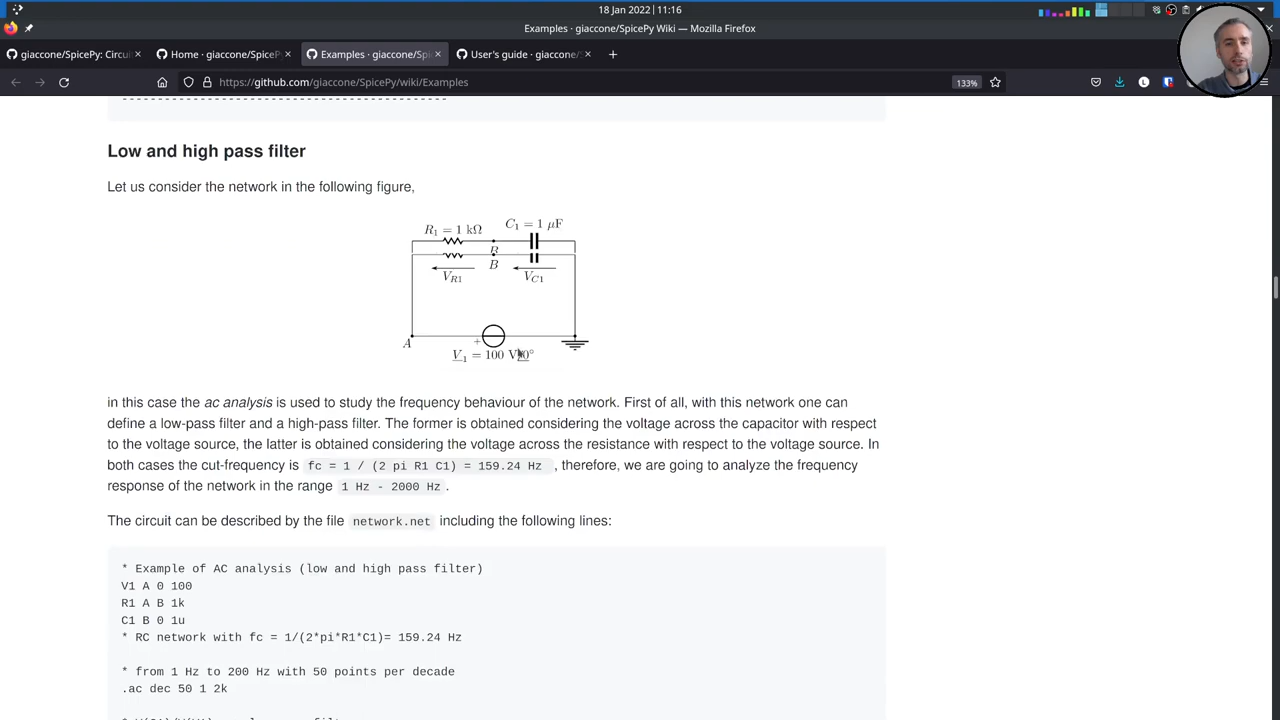 18 Jan 2022 | 11:16
Examples · giaccone/SpicePy Wiki — Mozilla Firefox
giaccone/SpicePy: Circui
Home · giaccone/SpiceP
Examples · giaccone/Spic
User's guide · giaccone/S
https://github.com/giaccone/SpicePy/wiki/Examples
133%
Low and high pass filter
Let us consider the network in the following figure,
R1 = 1 kΩ
C1 = 1 μF
B
B
VR1
VC1
A
+
V1 = 100 V 0°
in this case the ac analysis is used to study the frequency behaviour of the network. First of all, with this network one can
define a low-pass filter and a high-pass filter. The former is obtained considering the voltage across the capacitor with respect
to the voltage source, the latter is obtained considering the voltage across the resistance with respect to the voltage source. In
both cases the cut-frequency is fc = 1 / (2 pi R1 C1) = 159.24 Hz , therefore, we are going to analyze the frequency
response of the network in the range 1 Hz - 2000 Hz .
The circuit can be described by the file network.net including the following lines:
* Example of AC analysis (low and high pass filter)
V1 A 0 100
R1 A B 1k
C1 B 0 1u
* RC network with fc = 1/(2*pi*R1*C1)= 159.24 Hz
* from 1 Hz to 200 Hz with 50 points per decade
.ac dec 50 1 2k